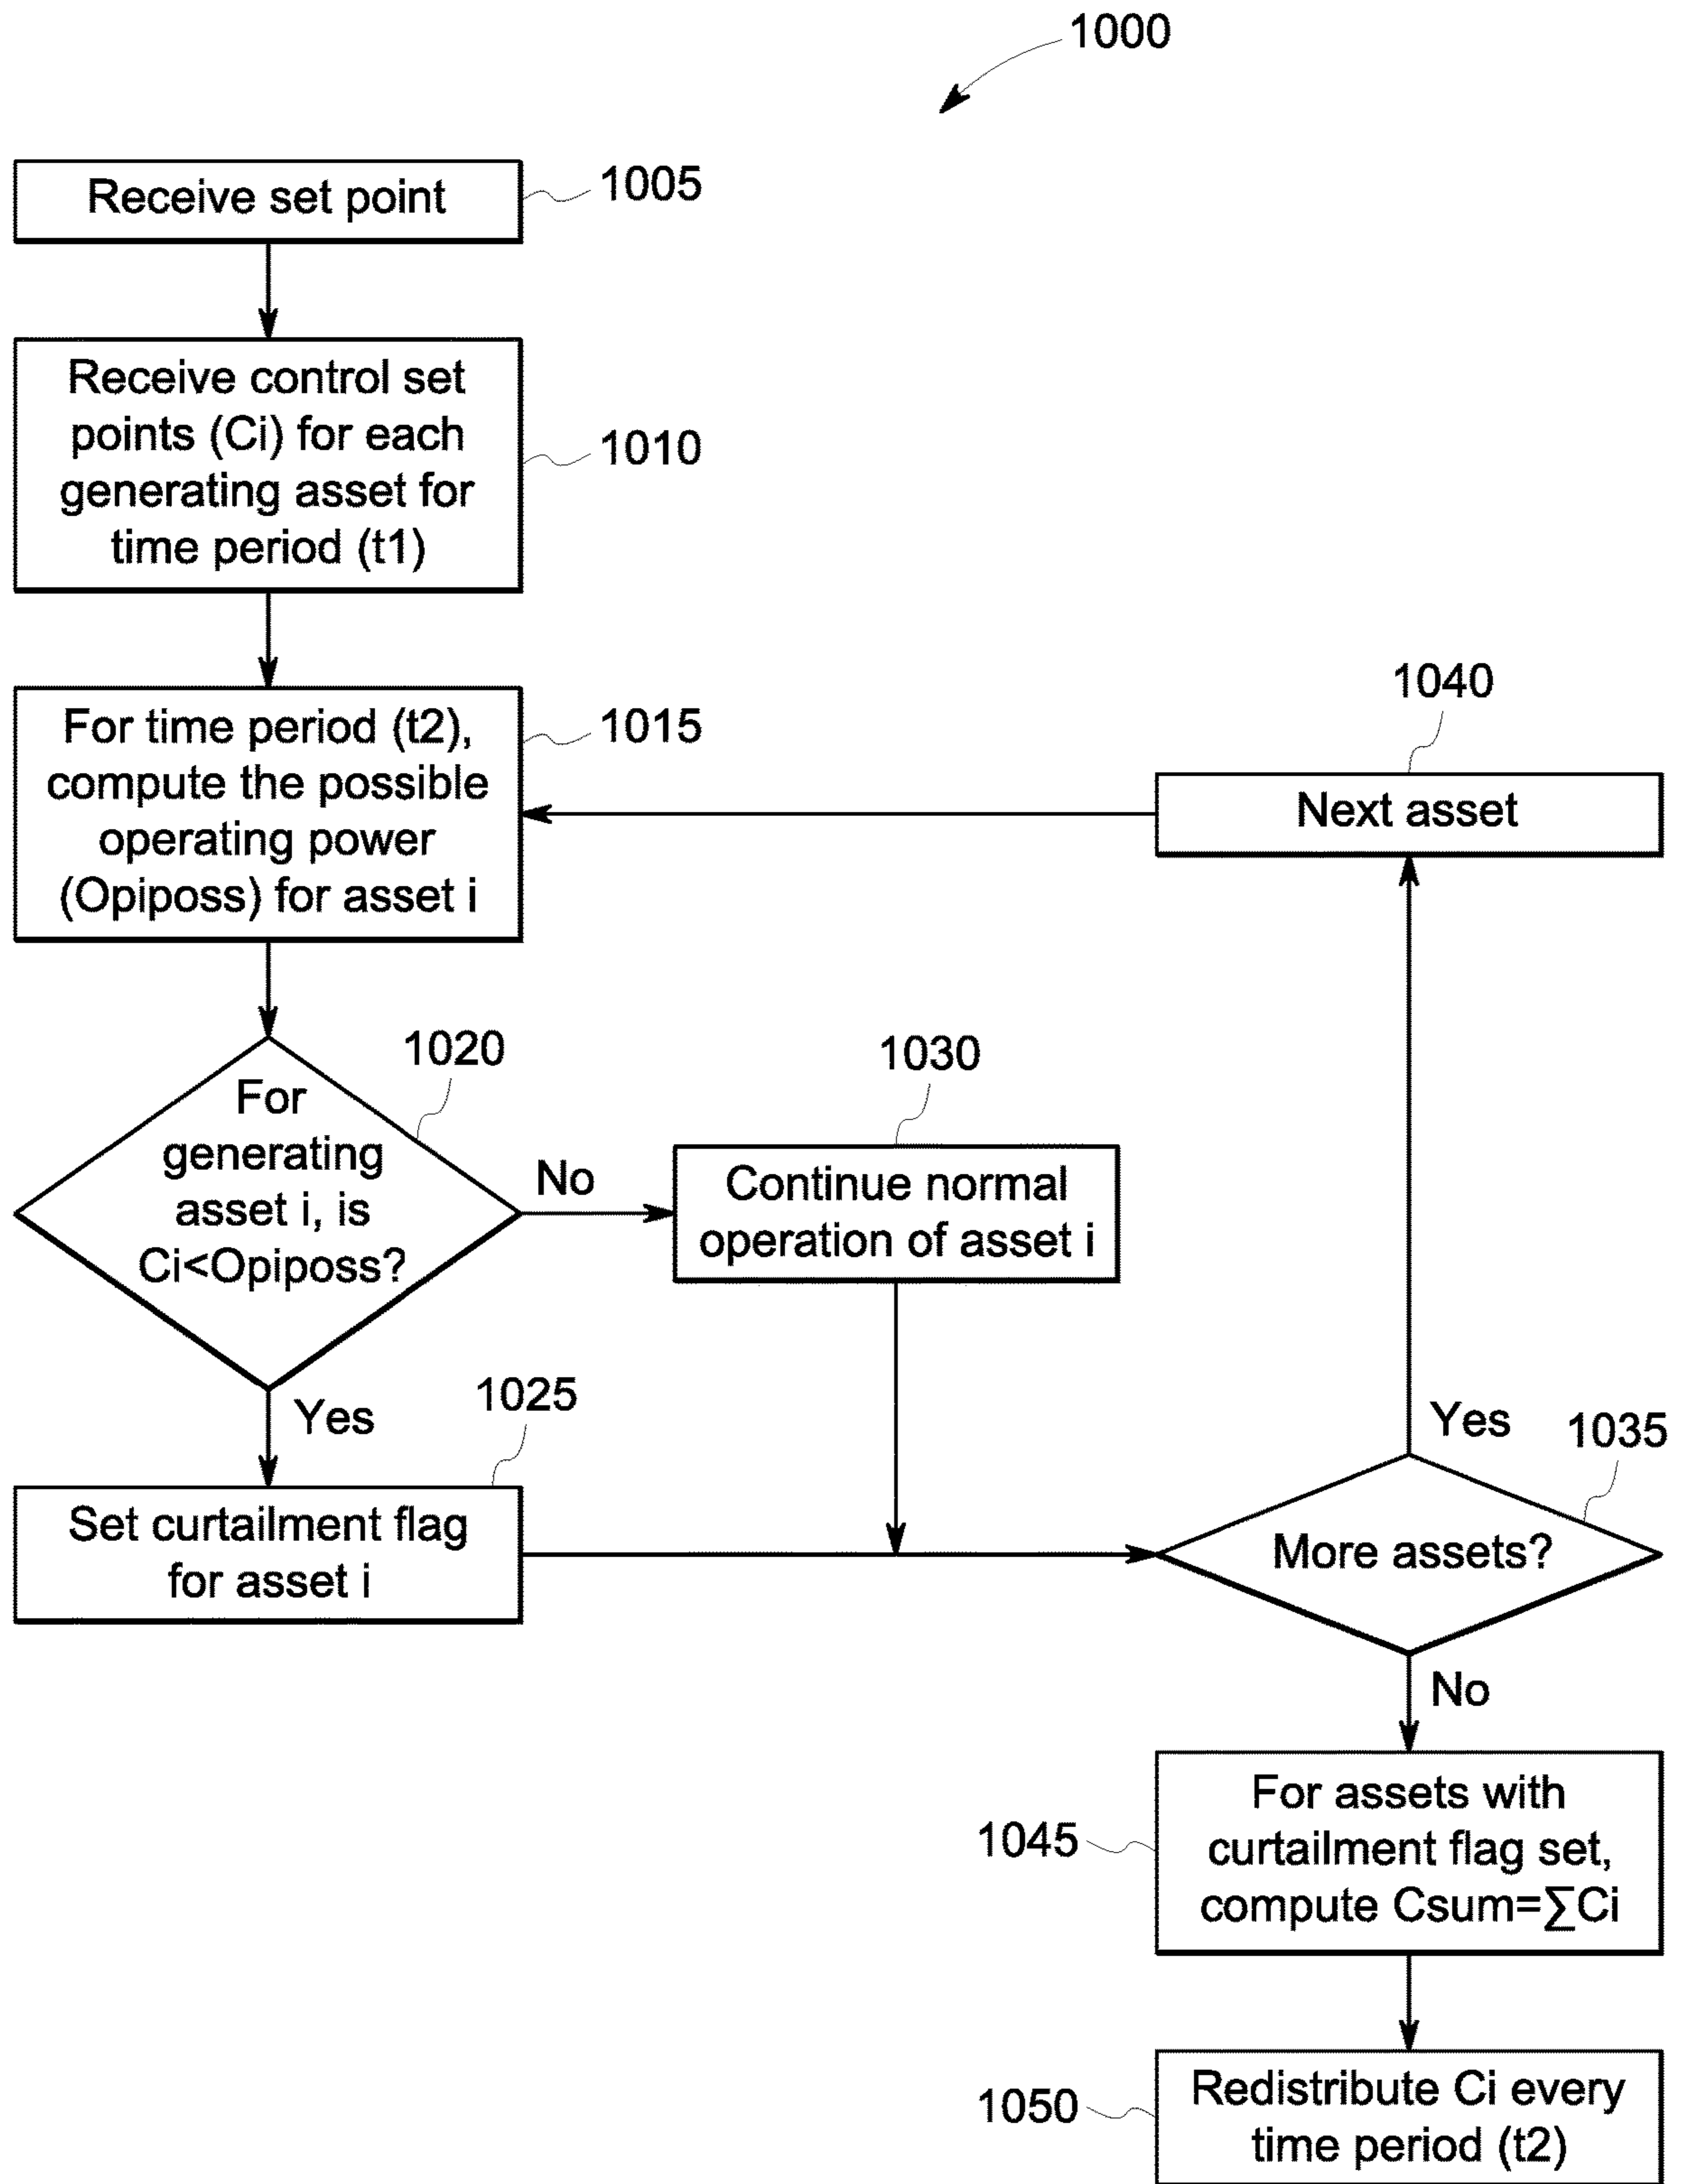 1000
Receive set point
1005
Receive control set
points (Ci) for each
generating asset for
time period (t1)
1010
For time period (t2),
compute the possible
operating power
(Opiposs) for asset i
1015
1040
Next asset
1020
For
generating
asset i, is
Ci<Opiposs?
No
1030
Continue normal
operation of asset i
Yes
1025
Set curtailment flag
for asset i
Yes
1035
More assets?
No
1045
For assets with
curtailment flag set,
compute Csum=∑Ci
1050
Redistribute Ci every
time period (t2)